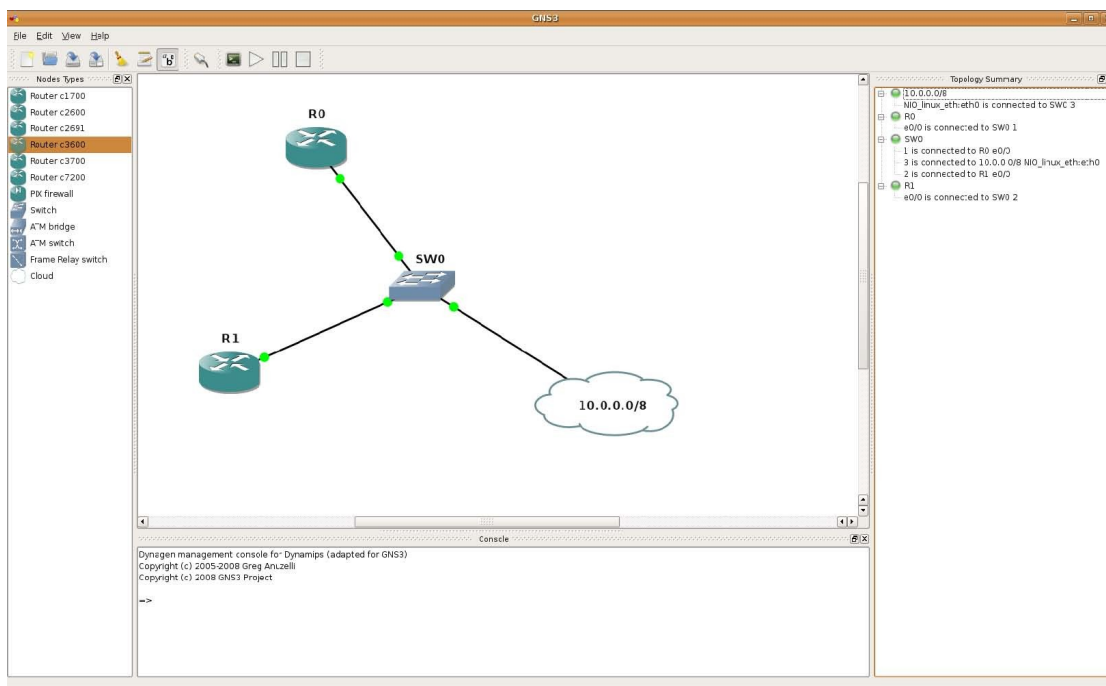 GNS3
File Edit View Help
Nodes Types
Router c1700
Router c2600
Router c2691
Router c3600
Router c3700
Router c7200
PIX firewall
Switch
ATM bridge
ATM switch
Frame Relay switch
Cloud
R0
SW0
R1
10.0.0.0/8
Topology Summary
10.0.0.0/8
NIO_linux_eth:eth0 is connected to SW0 3
R0
e0/0 is connected to SW0 1
SW0
1 is connected to R0 e0/0
3 is connected to 10.0.0.0/8 NIO_linux_eth:eth0
2 is connected to R1 e0/0
R1
e0/0 is connected to SW0 2
Console
Dynagen management console for Dynamips (adapted for GNS3)
Copyright (c) 2005-2008 Greg Anuzelli
Copyright (c) 2008 GNS3 Project
=>